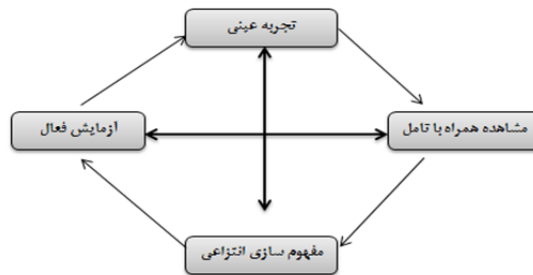 تجربه عینی
مشاهده همراه با تامل
آزمایش فعال
مفهوم سازی انتزاعی